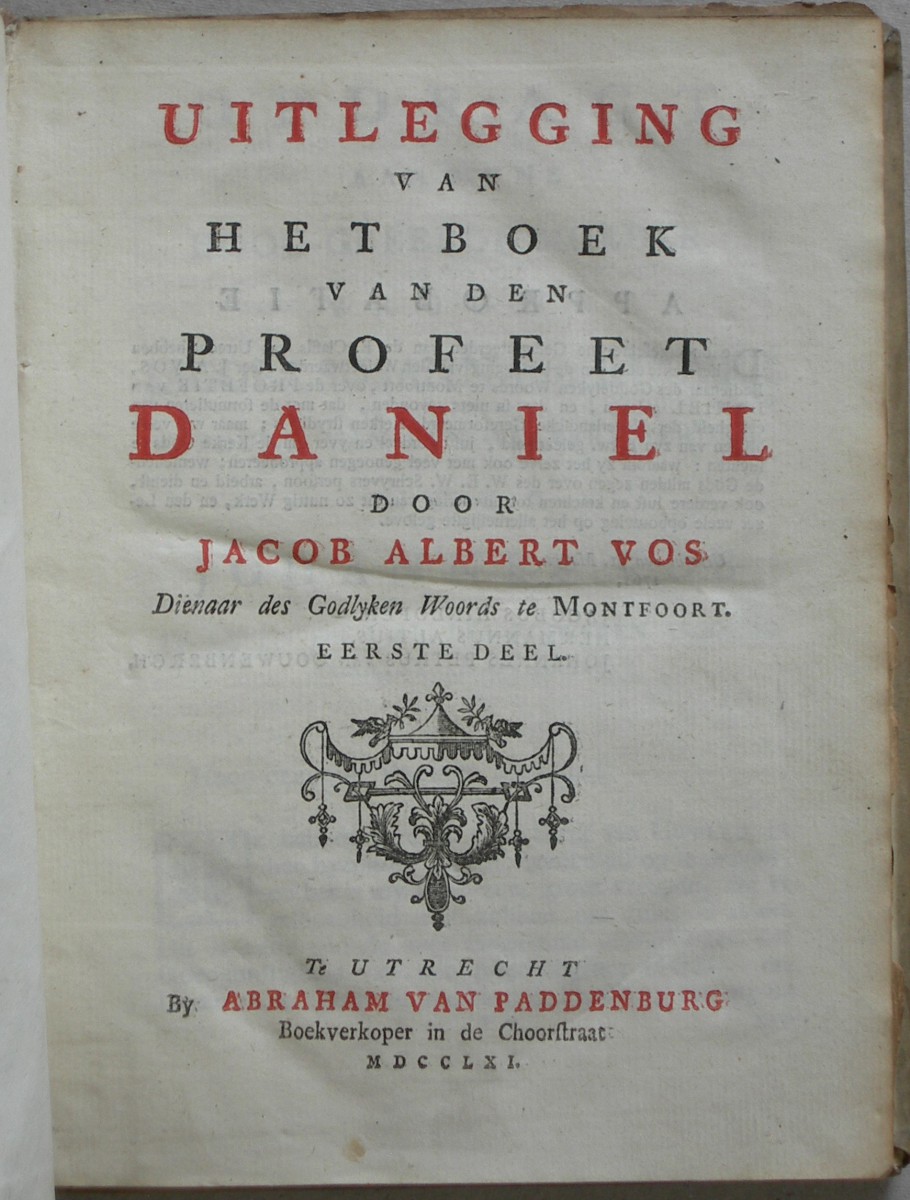 UITLEGGING
VAN
HET BOEK
VAN DEN
PROFEET
DANIEL
DOOR
JACOB ALBERT VOS
Dienaar des Godlyken Woords te MONTFOORT.
EERSTE DEEL.
Te UTRECHT
By ABRAHAM VAN PADDENBURG
Boekverkoper in de Choorſtraat
MDCCLXI.